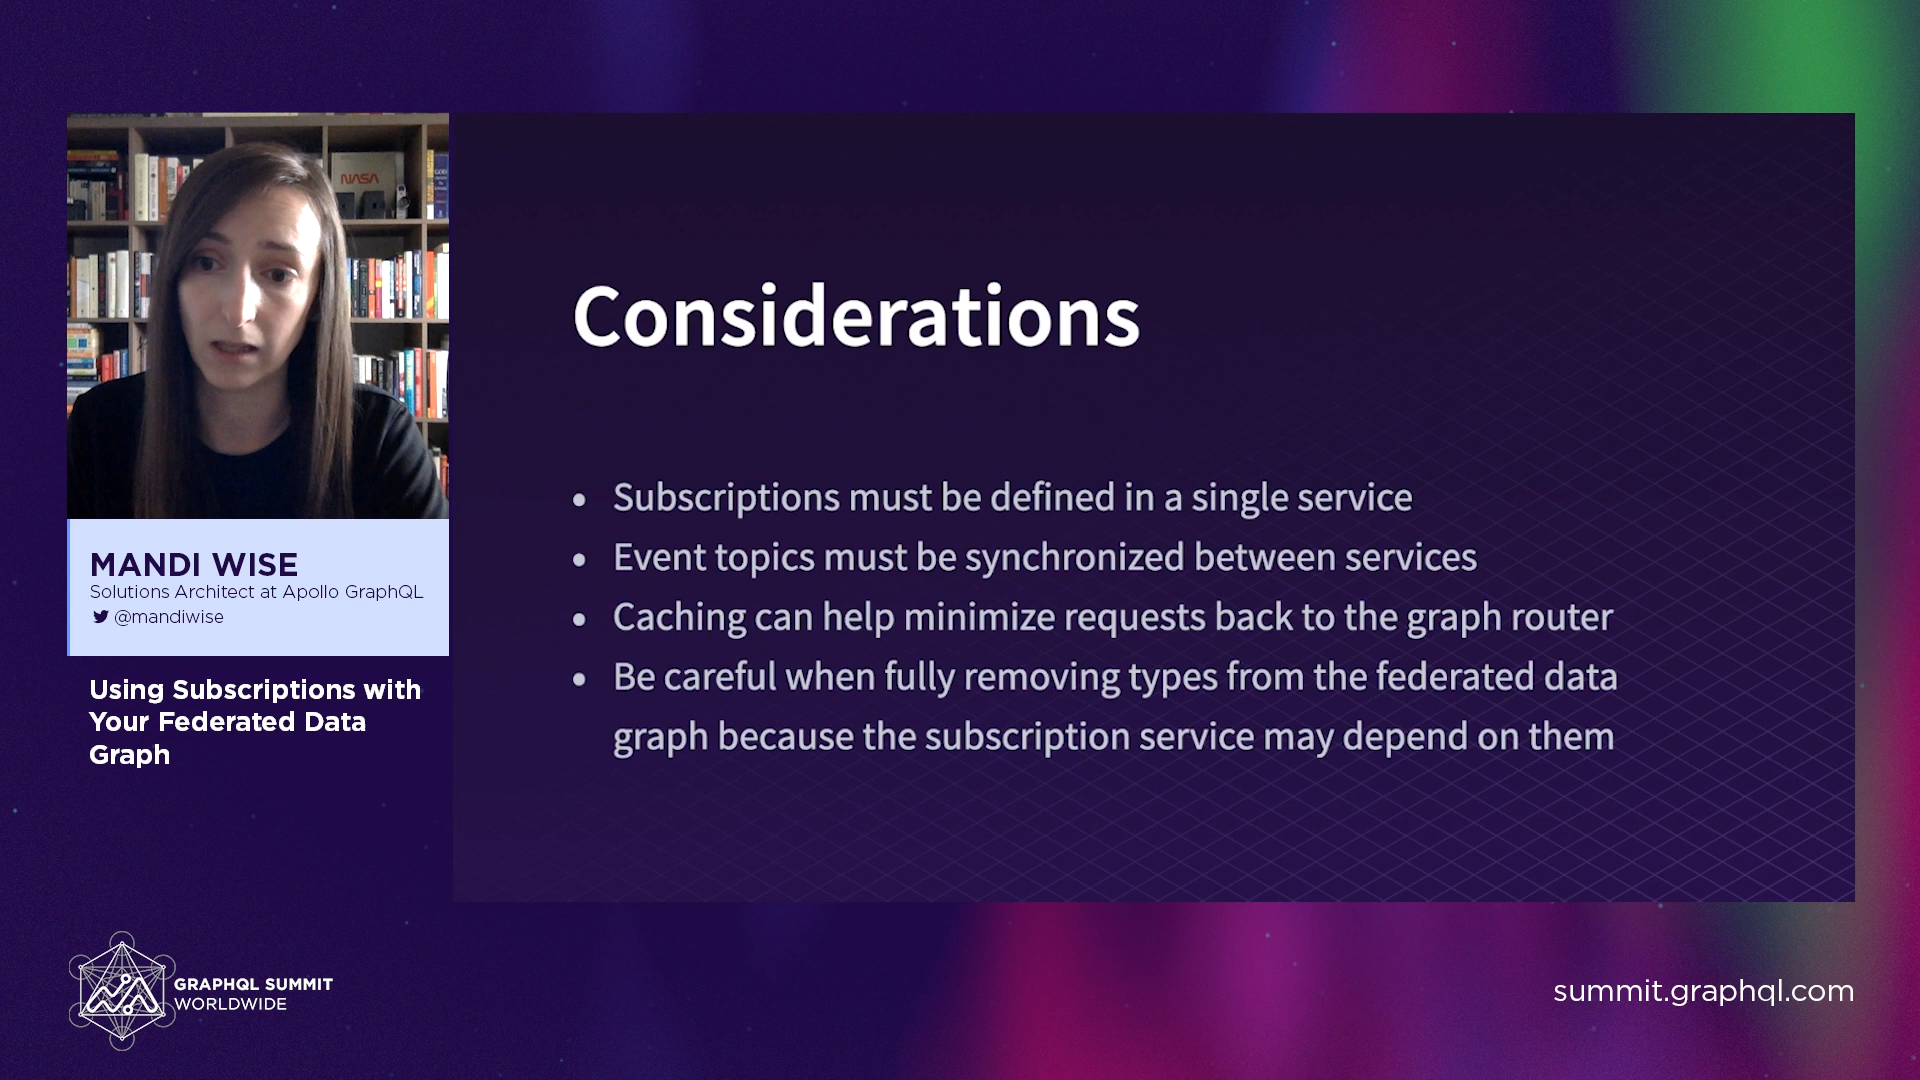 NASA
MANDI WISE
Solutions Architect at Apollo GraphQL
@mandiwise
Using Subscriptions with
Your Federated Data
Graph
Considerations
• Subscriptions must be defined in a single service
• Event topics must be synchronized between services
• Caching can help minimize requests back to the graph router
• Be careful when fully removing types from the federated data
graph because the subscription service may depend on them
GRAPHQL SUMMIT
WORLDWIDE
summit.graphql.com